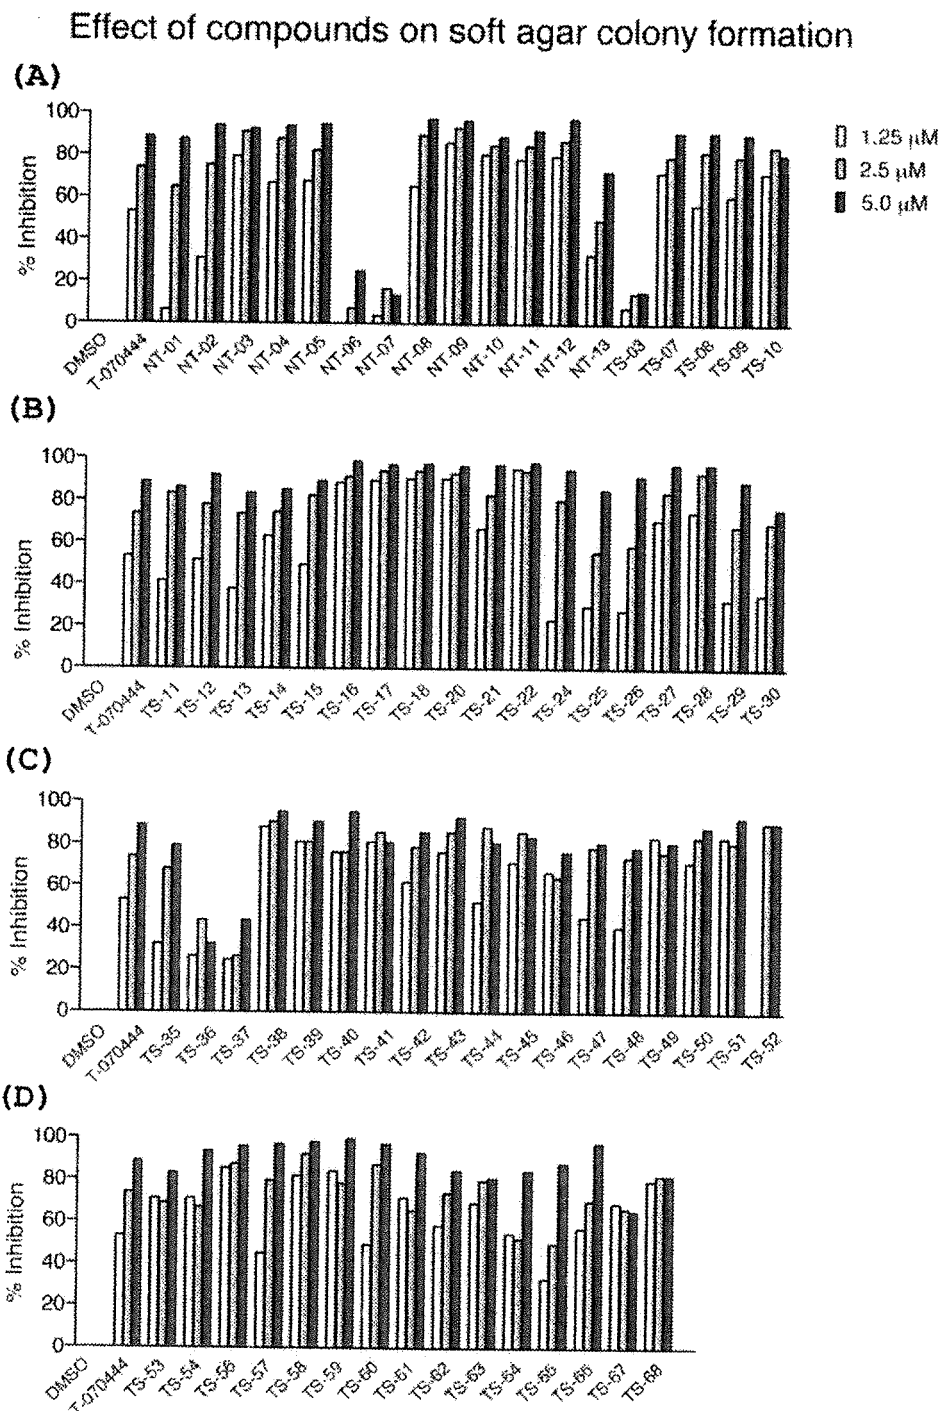 Effect of compounds on soft agar colony formation
(A)
100
80
60
40
20
0
% Inhibition
1.25 µM
2.5 µM
5.0 µM
DMSO
T-070444
NT-01
NT-02
NT-03
NT-04
NT-05
NT-06
NT-07
NT-08
NT-09
NT-10
NT-11
NT-12
NT-13
TS-03
TS-07
TS-08
TS-09
TS-10
(B)
100
80
60
40
20
0
% Inhibition
DMSO
T-070444
TS-11
TS-12
TS-13
TS-14
TS-15
TS-16
TS-17
TS-18
TS-20
TS-21
TS-22
TS-24
TS-25
TS-26
TS-27
TS-28
TS-29
TS-30
(C)
100
80
60
40
20
0
% Inhibition
DMSO
T-070444
TS-35
TS-36
TS-37
TS-38
TS-39
TS-40
TS-41
TS-42
TS-43
TS-44
TS-45
TS-46
TS-47
TS-48
TS-49
TS-50
TS-51
TS-52
(D)
100
80
60
40
20
0
% Inhibition
DMSO
T-070444
TS-53
TS-54
TS-56
TS-57
TS-58
TS-59
TS-60
TS-61
TS-62
TS-63
TS-64
TS-65
TS-66
TS-67
TS-68